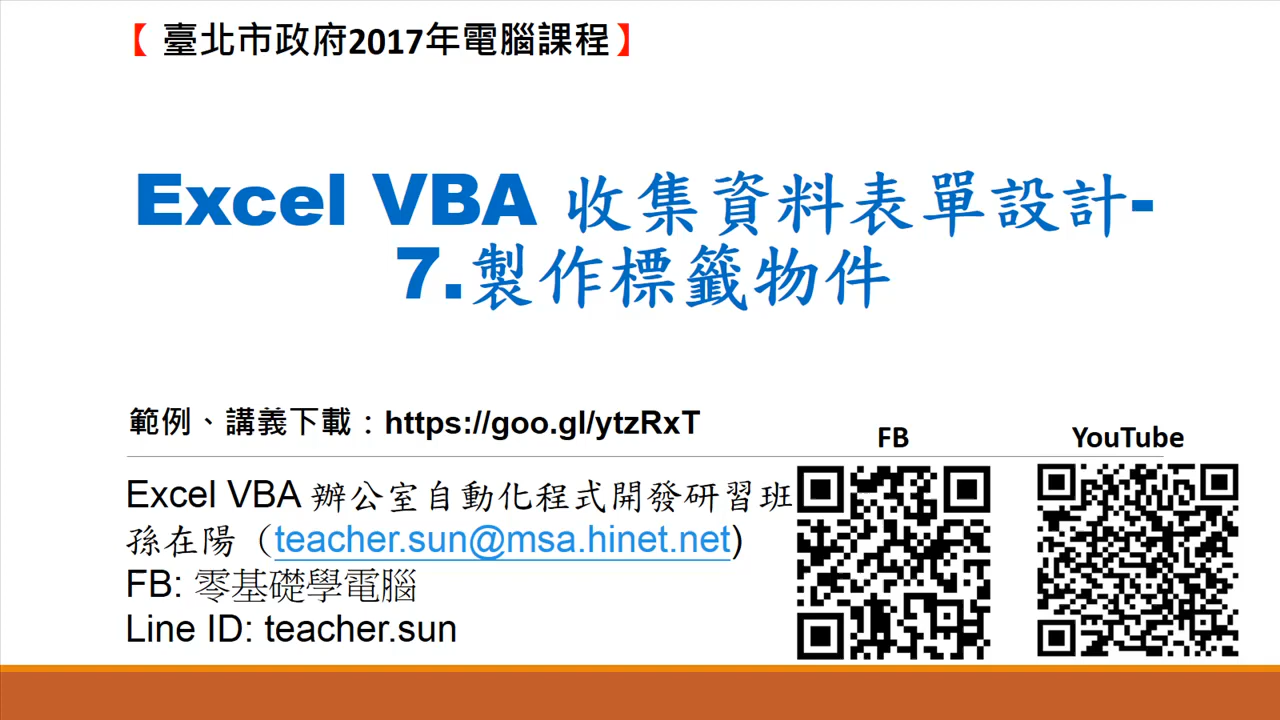 【 臺北市政府2017年電腦課程】
Excel VBA 收集資料表單設計-
7.製作標籤物件
範例、講義下載：https://goo.gl/ytzRxT
FB
YouTube
Excel VBA 辦公室自動化程式開發研習班
孫在陽（teacher.sun@msa.hinet.net)
FB: 零基礎學電腦
Line ID: teacher.sun